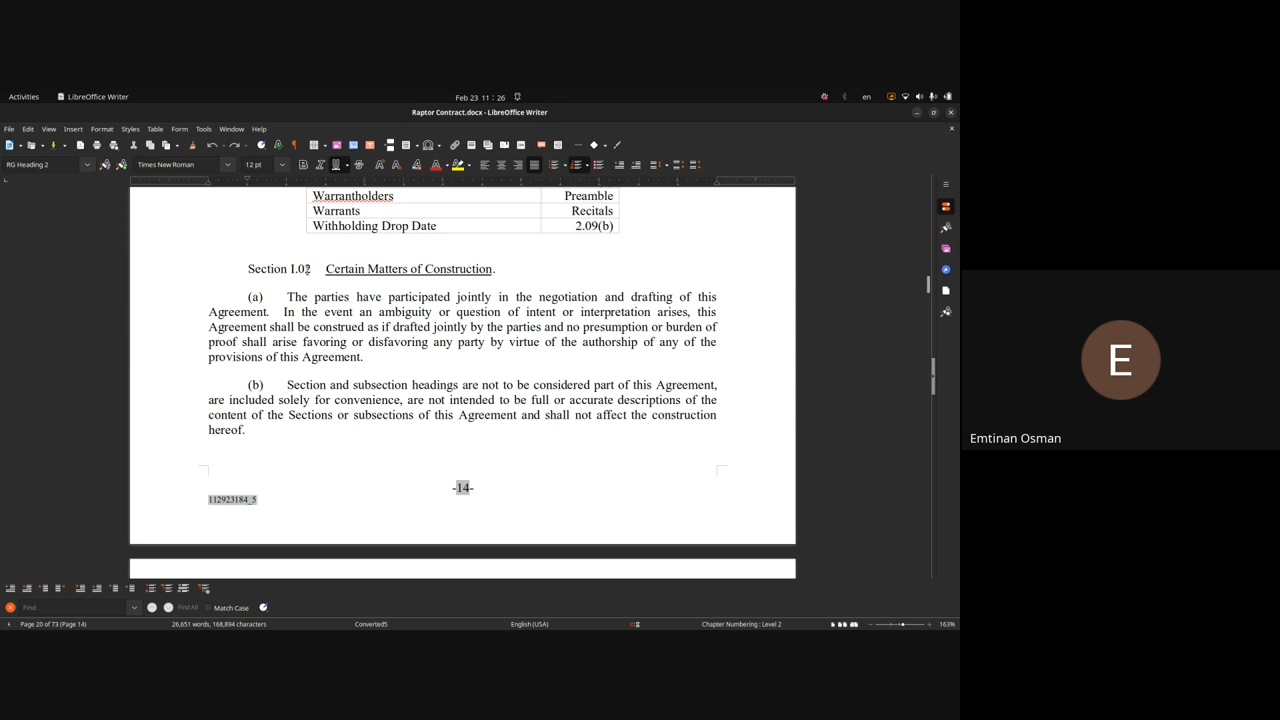 Activities LibreOffice Writer Feb 23 11 : 26 en
Raptor Contract.docx - LibreOffice Writer
File Edit View Insert Format Styles Table Form Tools Window Help
RG Heading 2 Times New Roman 12 pt
Warrantholders Preamble
Warrants Recitals
Withholding Drop Date 2.09(b)
Section I.02 Certain Matters of Construction.
(a) The parties have participated jointly in the negotiation and drafting of this
Agreement. In the event an ambiguity or question of intent or interpretation arises, this
Agreement shall be construed as if drafted jointly by the parties and no presumption or burden of
proof shall arise favoring or disfavoring any party by virtue of the authorship of any of the
provisions of this Agreement.
(b) Section and subsection headings are not to be considered part of this Agreement,
are included solely for convenience, are not intended to be full or accurate descriptions of the
content of the Sections or subsections of this Agreement and shall not affect the construction
hereof.
-14-
112923184_5
Find Find All Match Case
Page 20 of 73 (Page 14) 26,651 words, 168,894 characters Converted5 English (USA) Chapter Numbering : Level 2 163%
E
Emtinan Osman